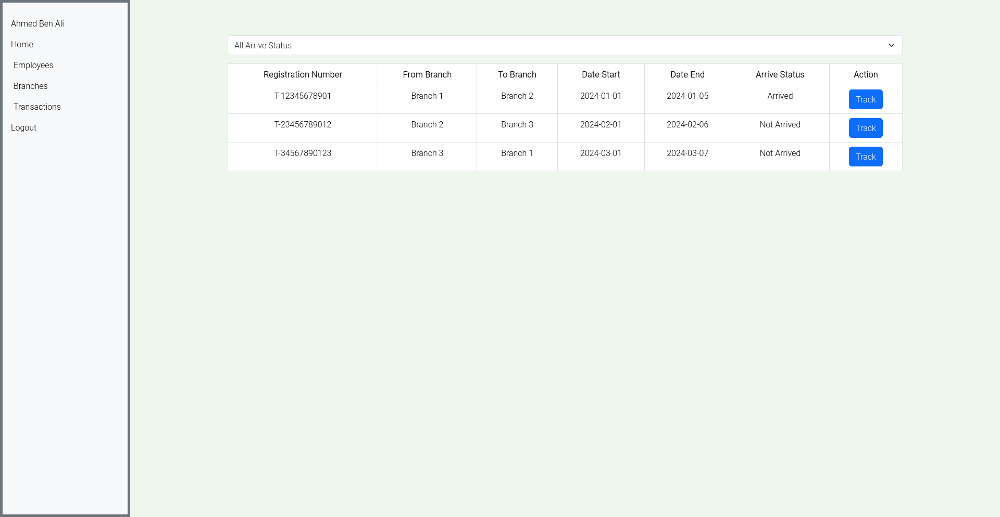 Ahmed Ben Ali
Home
Employees
Branches
Transactions
Logout
All Arrive Status
Registration Number From Branch To Branch Date Start Date End Arrive Status Action
T-12345678901 Branch 1 Branch 2 2024-01-01 2024-01-05 Arrived Track
T-23456789012 Branch 2 Branch 3 2024-02-01 2024-02-06 Not Arrived Track
T-34567890123 Branch 3 Branch 1 2024-03-01 2024-03-07 Not Arrived Track